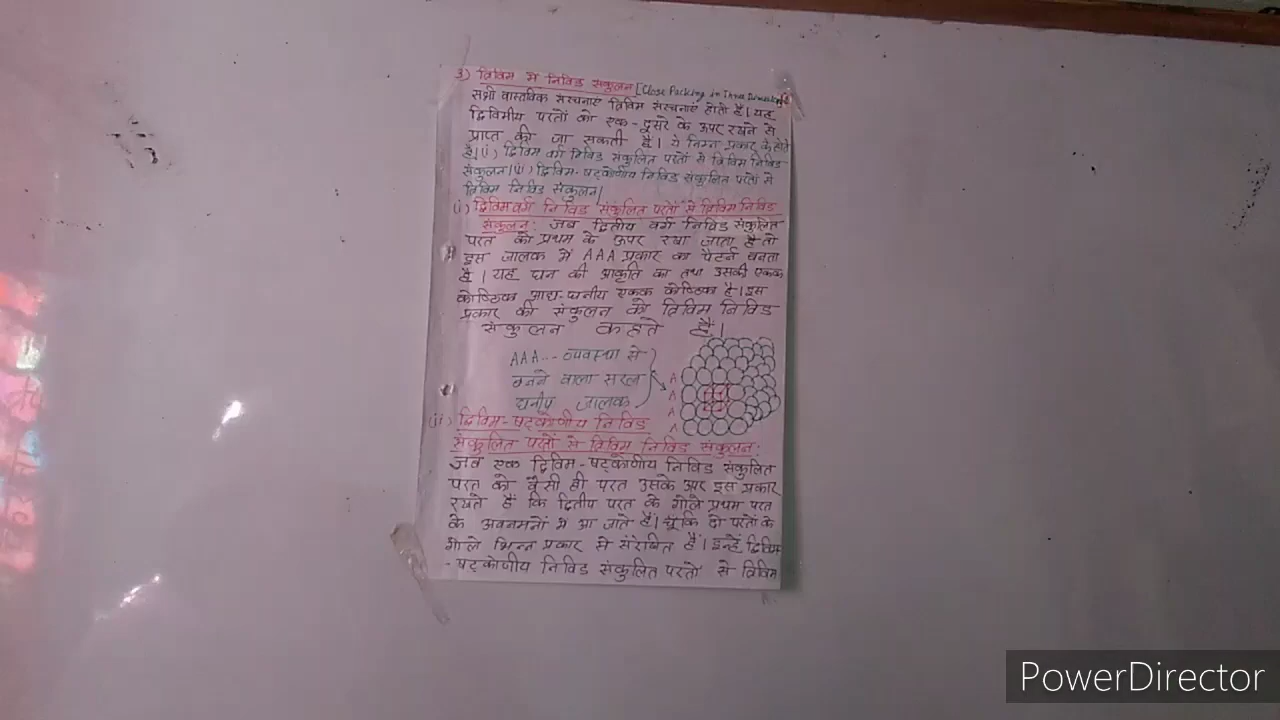 3) त्रिविम में निविड संकुलन [Close Packing in Three Dimension]
सभी वास्तविक संरचनाएं त्रिविम संरचनाएं होती हैं। यह
द्विविमीय परतों को एक-दूसरे के ऊपर रखने से
प्राप्त की जा सकती हैं। ये निम्न प्रकार के होते
हैं। (i) द्विविम वर्ग निविड संकुलित परतों से त्रिविम निविड
संकुलन। (ii) द्विविम-षट्कोणीय निविड संकुलित परतों से
त्रिविम निविड संकुलन।
(i) द्विविम वर्ग निविड संकुलित परतों से त्रिविम निविड
संकुलन: जब द्वितीय वर्ग निविड संकुलित
परत को प्रथम के ऊपर रखा जाता है तो
इस जालक में AAA प्रकार का पैटर्न बनता
है। यह घन की आकृति का तथा उसकी एकक
कोष्ठिका आद्य-घनीय एकक कोष्ठिका है। इस
प्रकार की संकुलन को त्रिविम निविड
संकुलन कहते हैं।
AAA... व्यवस्था से
बनने वाला सरल
घनीय जालक
A
A
A
A
(ii) द्विविम-षट्कोणीय निविड
संकुलित परतों से त्रिविम निविड संकुलन:
जब एक द्विविम-षट्कोणीय निविड संकुलित
परत को वैसी ही परत उसके ऊपर इस प्रकार
रखते हैं कि द्वितीय परत के गोले प्रथम परत
के अवनमनों में आ जाते हैं। चूंकि दो परतों के
गोले भिन्न प्रकार से संरेखित हैं। इन्हें द्विविम
-षट्कोणीय निविड संकुलित परतों से त्रिविम
PowerDirector